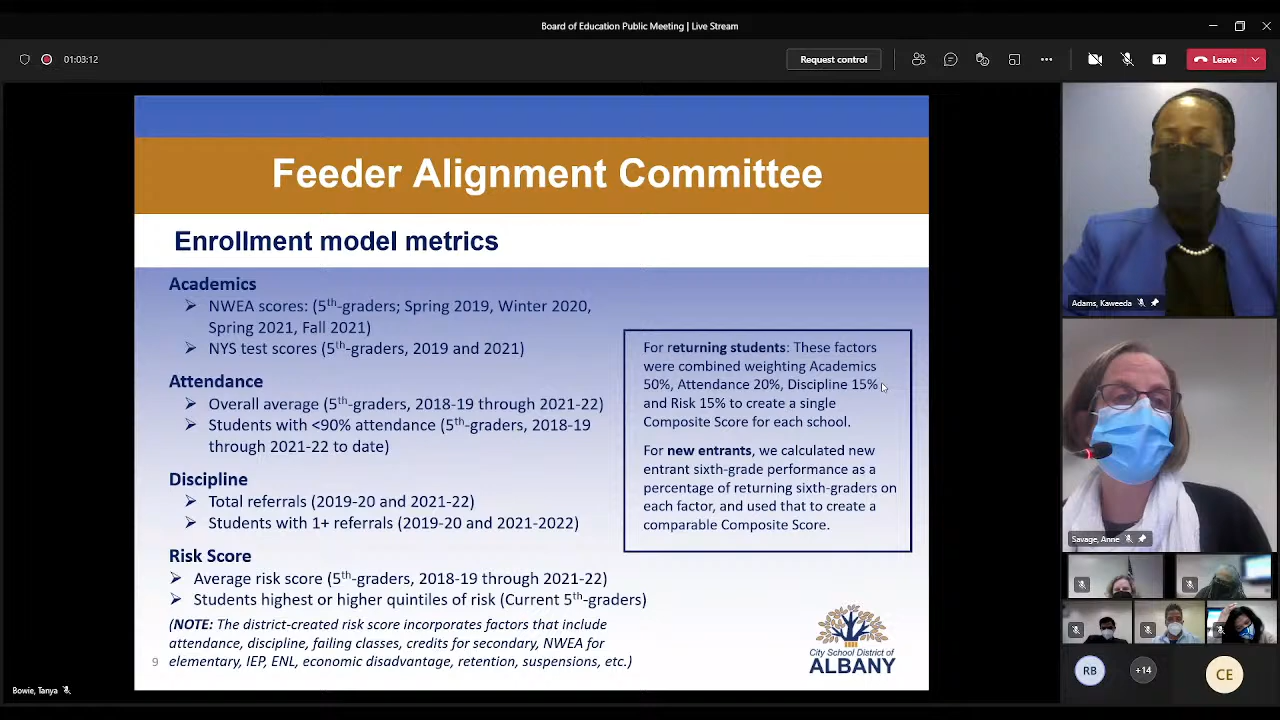 Board of Education Public Meeting | Live Stream
01:03:12
Request control
Leave
Feeder Alignment Committee
Enrollment model metrics
Academics
➢ NWEA scores: (5th-graders; Spring 2019, Winter 2020,
Spring 2021, Fall 2021)
➢ NYS test scores (5th-graders, 2019 and 2021)
Attendance
➢ Overall average (5th-graders, 2018-19 through 2021-22)
➢ Students with <90% attendance (5th-graders, 2018-19
through 2021-22 to date)
Discipline
➢ Total referrals (2019-20 and 2021-22)
➢ Students with 1+ referrals (2019-20 and 2021-2022)
Risk Score
➢ Average risk score (5th-graders, 2018-19 through 2021-22)
➢ Students highest or higher quintiles of risk (Current 5th-graders)
(NOTE: The district-created risk score incorporates factors that include
attendance, discipline, failing classes, credits for secondary, NWEA for
elementary, IEP, ENL, economic disadvantage, retention, suspensions, etc.)
9
For returning students: These factors
were combined weighting Academics
50%, Attendance 20%, Discipline 15%
and Risk 15% to create a single
Composite Score for each school.
For new entrants, we calculated new
entrant sixth-grade performance as a
percentage of returning sixth-graders on
each factor, and used that to create a
comparable Composite Score.
City School District of
ALBANY
Bowie, Tanya
Adams, Kaweeda
Savage, Anne
RB
+14
CE